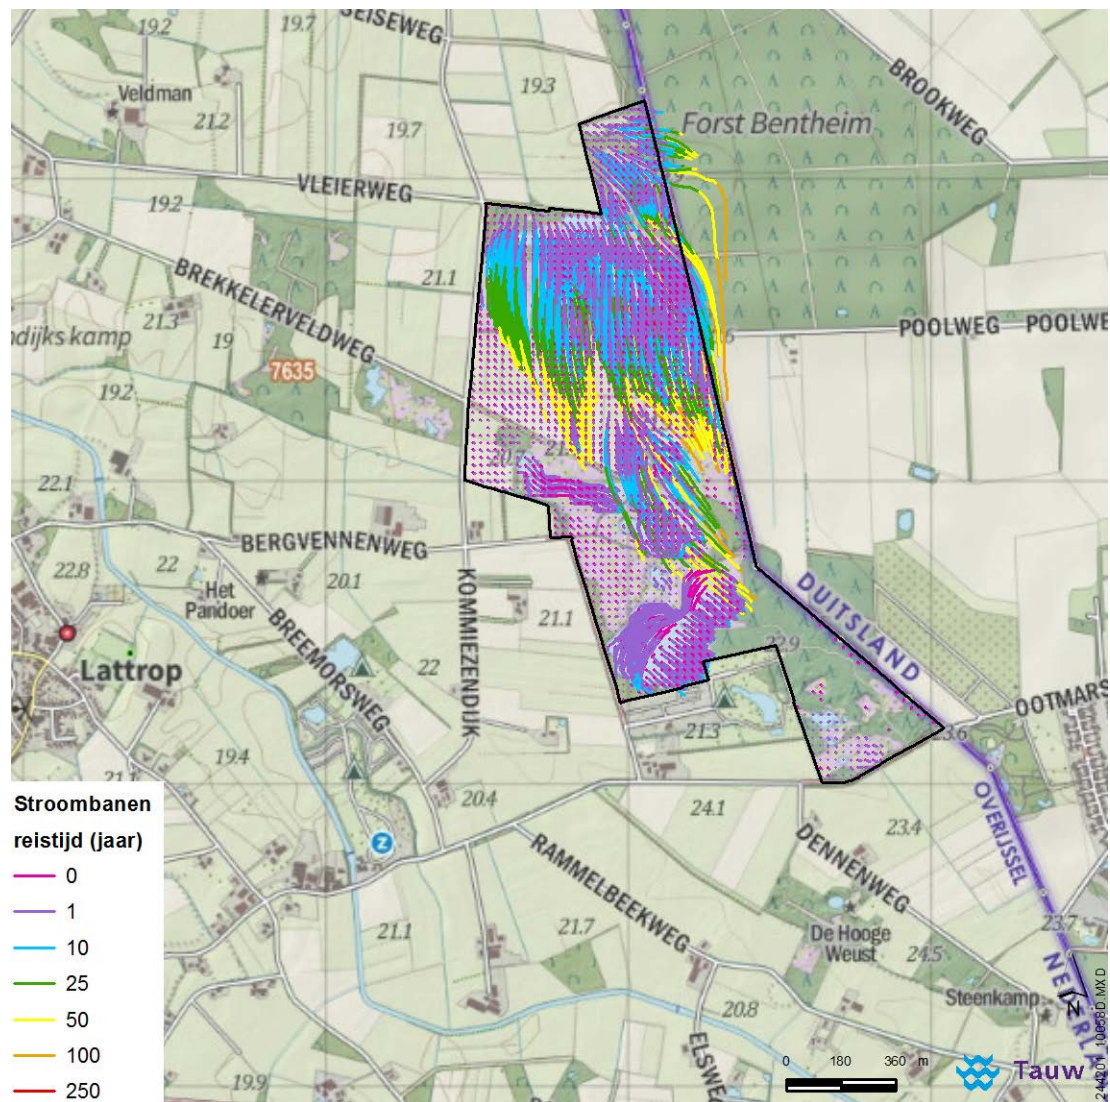 19.2
19.7
SEISEWEG
19.3
BROOKWEG
Veldman
21.2
19.7
Forst Bentheim
VLEIERWEG
19.2
BREKKELERVELDWEG
21.1
21.3
19
POOLWEG
dijks kamp
7635
19.2
20.7
22.1
BERGVENNENWEG
DUITSLAND
22.8
22
20.1
Het
Pandoer
KOMMIEZENDIJK
21.1
BREEMORSWEG
22.9
Lattrop
22
OOTMARS
21.3
19.4
OVERIJSSEL
20.4
24.1
23.4
DENNENWEG
RAMMELBEEKWEG
Z
21.1
21.7
De Hooge
Weust
23.7
24.5
Steenkamp
20.8
19.9
Stroombanen
reistijd (jaar)
0
1
10
25
50
100
250
0 180 360 m
N
Tauw